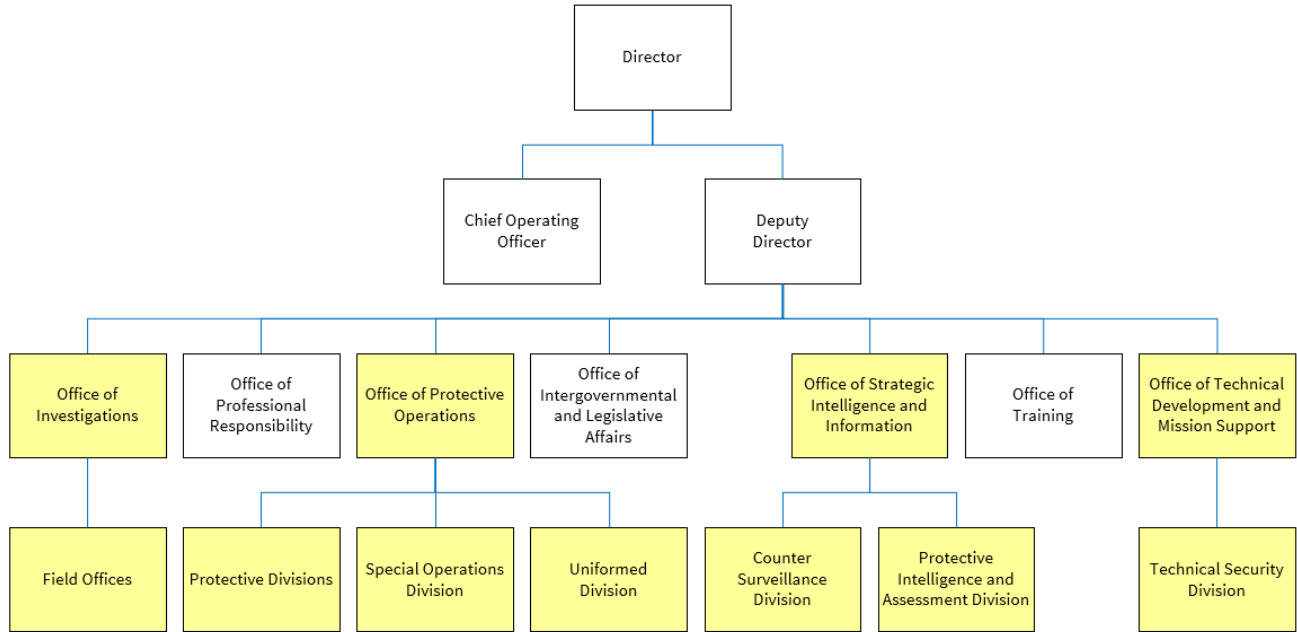 Director
Chief Operating
Officer
Deputy
Director
Office of
Investigations
Office of
Professional
Responsibility
Office of Protective
Operations
Office of
Intergovernmental
and Legislative
Affairs
Office of Strategic
Intelligence and
Information
Office of
Training
Office of Technical
Development and
Mission Support
Field Offices
Protective Divisions
Special Operations
Division
Uniformed
Division
Counter
Surveillance
Division
Protective
Intelligence and
Assessment Division
Technical Security
Division